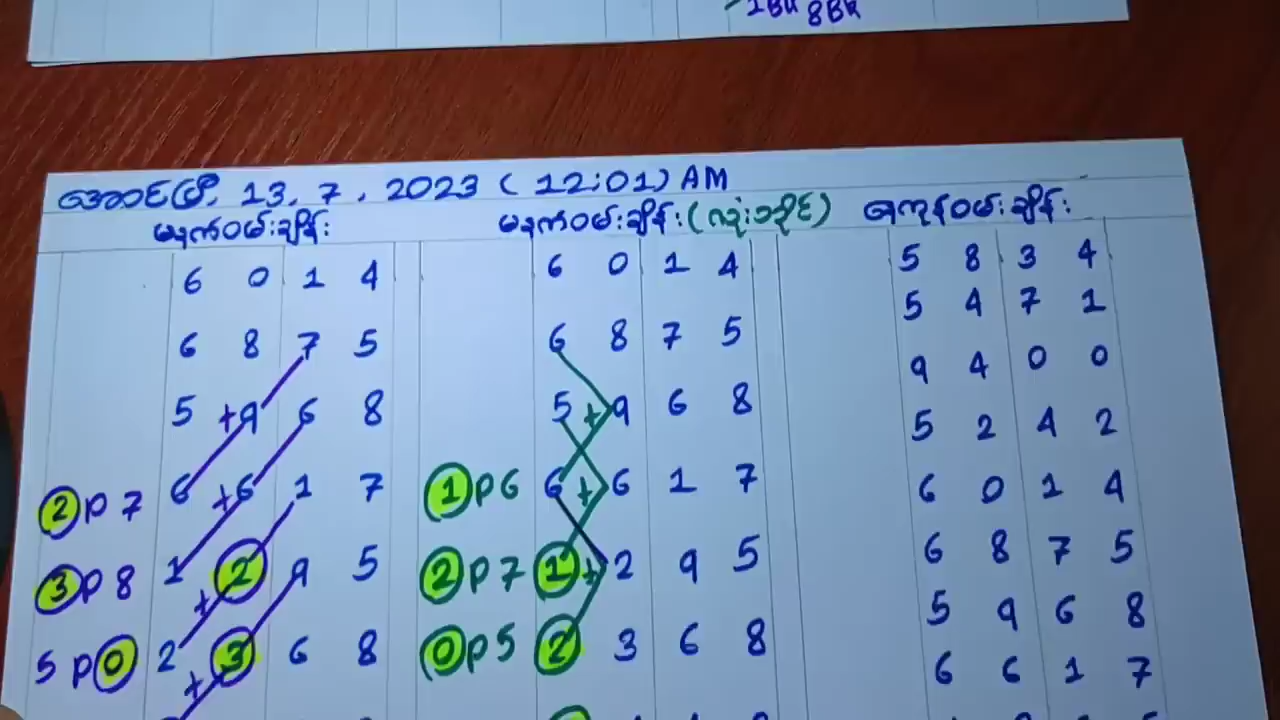 1BK 8BK
အောင်မြို့, 13, 7, 2023 (12:01) AM
မနက်ဝမ်းချိန်း မနက်ဝမ်းချိန်း (လုံးဘိုင်) ညကုန်ဝမ်းချိန်း
6 0 1 4 6 0 1 4 5 8 3 4
5 4 7 1
6 8 7 5 6 8 7 5 9 4 0 0
5 +9 6 8 5 +9 6 8 5 2 4 2
2 P 7 6 +6 1 7 1 P 6 6 +6 1 7 6 0 1 4
3 P 8 1 2 9 5 2 P 7 1 +2 9 5 6 8 7 5
5 P 0 2 + 3 6 8 0 P 5 2 3 6 8 5 9 6 8
+ 6 6 1 7